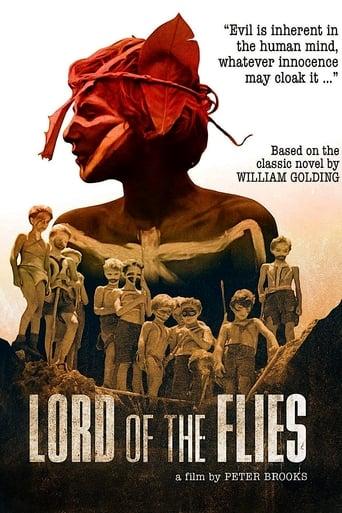 "Evil is inherent in
the human mind,
whatever innocence
may cloak it ..."
Based on the
classic novel by
WILLIAM GOLDING
LORD OF THE FLIES
a film by PETER BROOKS